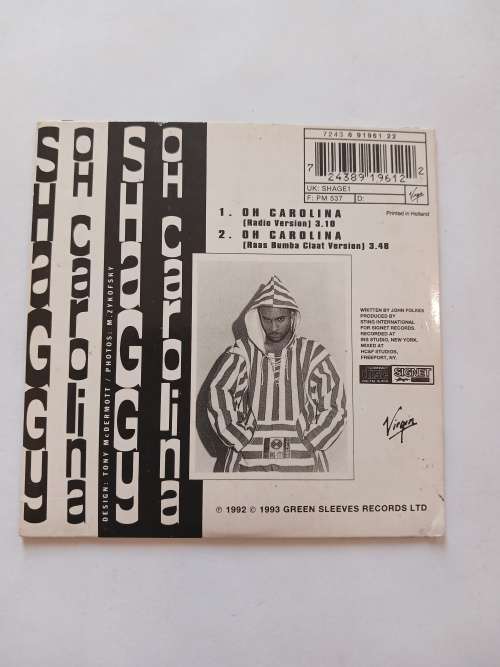 SHAGGY
OH Carolina
DESIGN: TONY McDERMOTT / PHOTOS: M. ZYKOFSKY
SHAGGY
OH Carolina
7243 8 91961 22
7 24389 19612 2
UK: SHAGE1
F: PM 537 D:
Virgin
Printed in Holland
1. OH CAROLINA
(Radio Version) 3.10
2. OH CAROLINA
(Raas Bumba Claat Version) 3.48
WRITTEN BY JOHN FOLKES
PRODUCED BY
STING INTERNATIONAL
FOR SIGNET RECORDS.
RECORDED AT
INS STUDIO, NEW YORK.
MIXED AT
HC&F STUDIOS,
FREEPORT, NY.
SIGNET
Virgin
℗ 1992 © 1993 GREEN SLEEVES RECORDS LTD